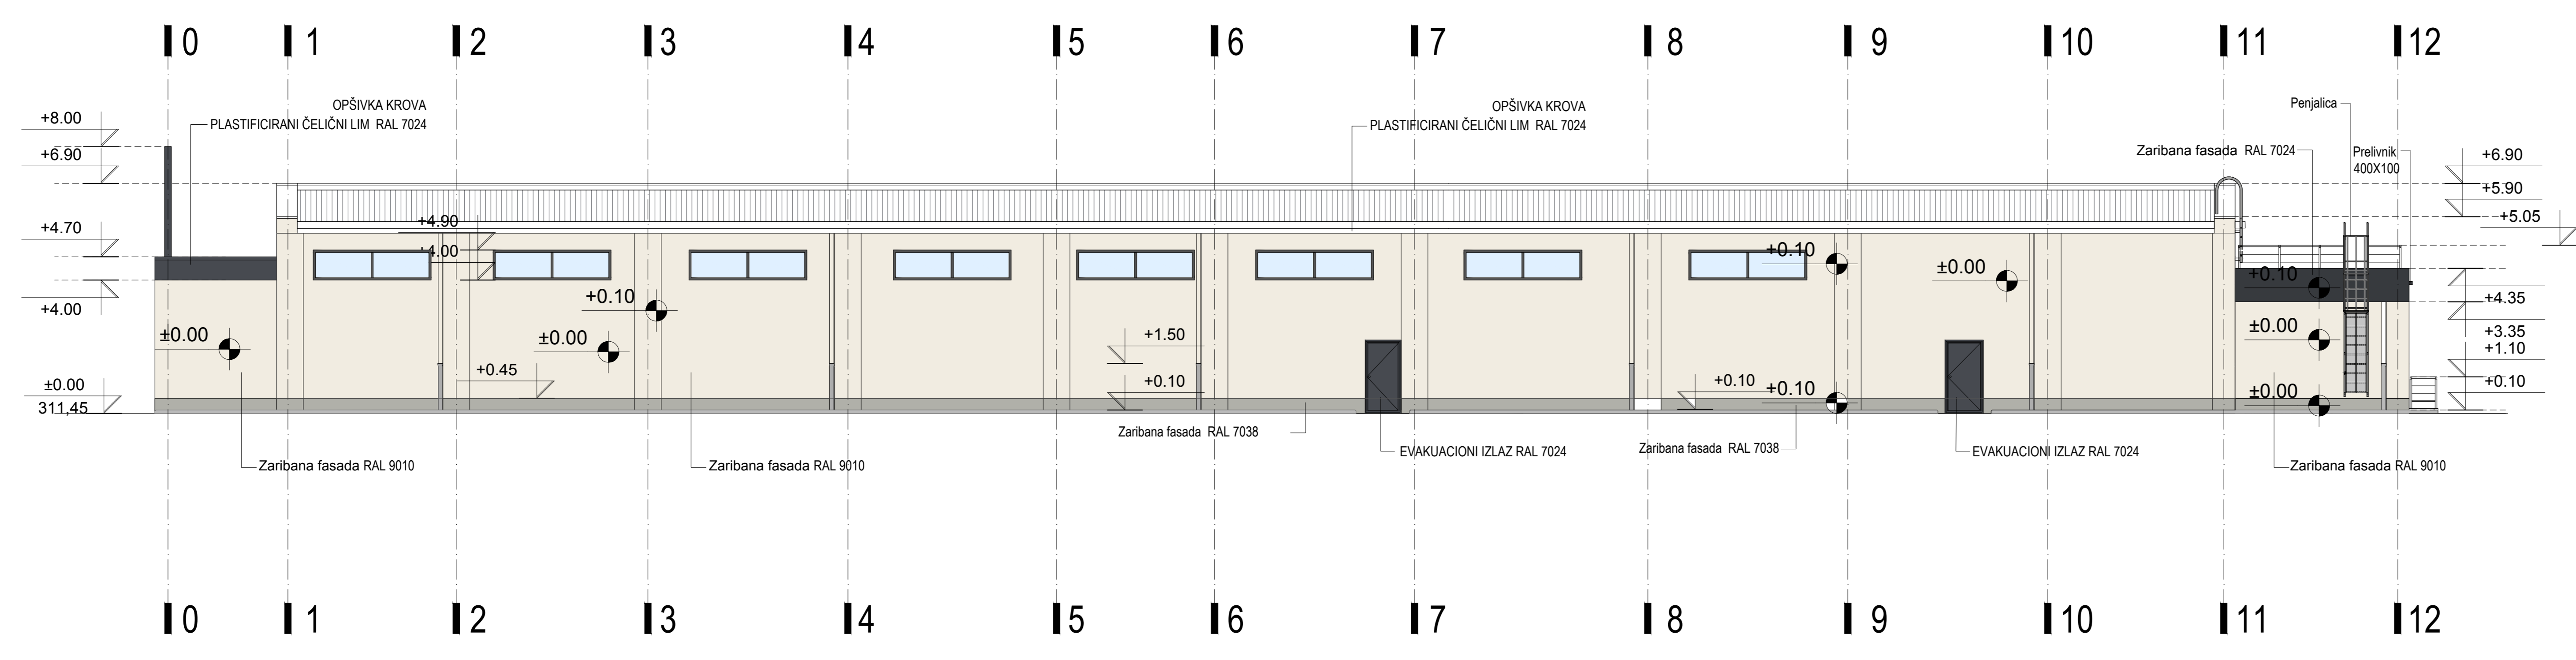 0 1 2 3 4 5 6 7 8 9 10 11 12
OPŠIVKA KROVA
PLASTIFICIRANI ČELIČNI LIM RAL 7024
OPŠIVKA KROVA
PLASTIFICIRANI ČELIČNI LIM RAL 7024
Penjalica
Zaribana fasada RAL 7024
Prelivnik
400X100
+8.00
+6.90
+4.70
+4.00
±0.00
311,45
+6.90
+5.90
+5.05
+4.35
+3.35
+1.10
+0.10
+4.90
+4.00
+0.10
±0.00
±0.00
+0.45
+1.50
+0.10
+0.10
+0.10
+0.10
±0.00
+0.10
±0.00
±0.00
Zaribana fasada RAL 7038
EVAKUACIONI IZLAZ RAL 7024
Zaribana fasada RAL 7038
EVAKUACIONI IZLAZ RAL 7024
Zaribana fasada RAL 9010
Zaribana fasada RAL 9010
Zaribana fasada RAL 9010
0 1 2 3 4 5 6 7 8 9 10 11 12